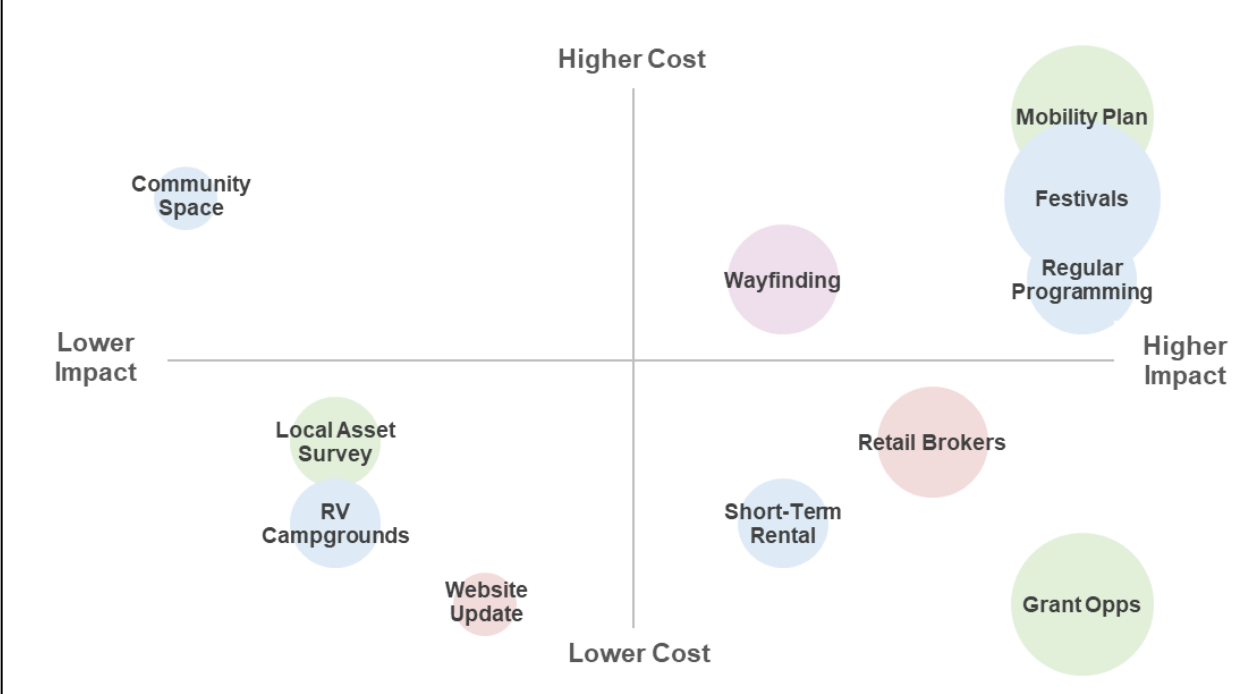 Higher Cost
Mobility Plan
Community
Space
Festivals
Wayfinding
Regular
Programming
Lower
Impact
Higher
Impact
Local Asset
Survey
Retail Brokers
RV
Campgrounds
Short-Term
Rental
Website
Update
Grant Opps
Lower Cost